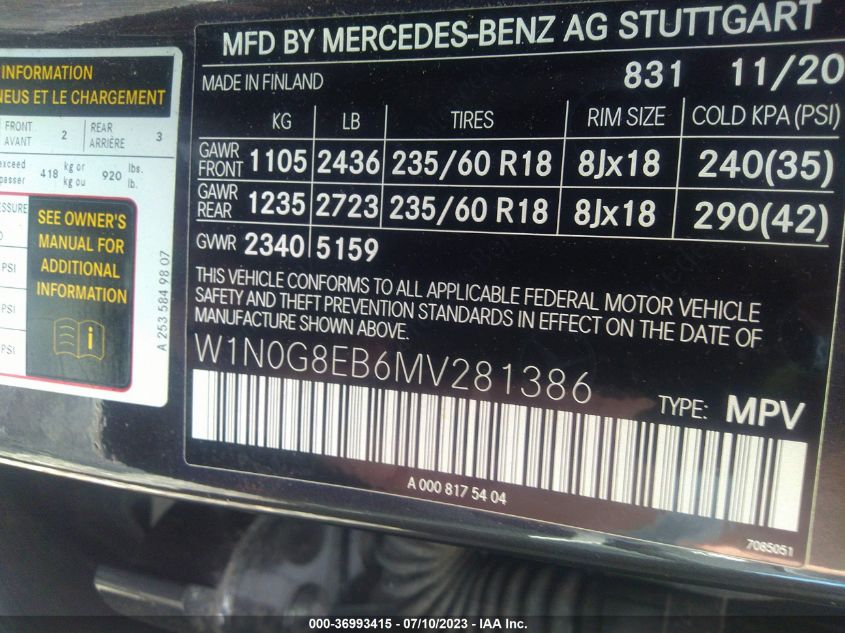 INFORMATION
NEUS ET LE CHARGEMENT
FRONT
AVANT
2
REAR
ARRIÈRE
3
exceed
passer
418
kg or
kg ou
920
lbs.
lb.
SEE OWNER'S
MANUAL FOR
ADDITIONAL
INFORMATION
PSI
PSI
PSI
A 253 584 98 07
MFD BY MERCEDES-BENZ AG STUTTGART
MADE IN FINLAND 831 11/20
KG LB TIRES RIM SIZE COLD KPA (PSI)
GAWR FRONT 1105 2436 235/60 R18 8Jx18 240(35)
GAWR REAR 1235 2723 235/60 R18 8Jx18 290(42)
GVWR 2340 5159
THIS VEHICLE CONFORMS TO ALL APPLICABLE FEDERAL MOTOR VEHICLE
SAFETY AND THEFT PREVENTION STANDARDS IN EFFECT ON THE DATE OF
MANUFACTURE SHOWN ABOVE.
W1N0G8EB6MV281386
TYPE: MPV
A 000 817 54 04
7085051
000-36993415 - 07/10/2023 - IAA Inc.